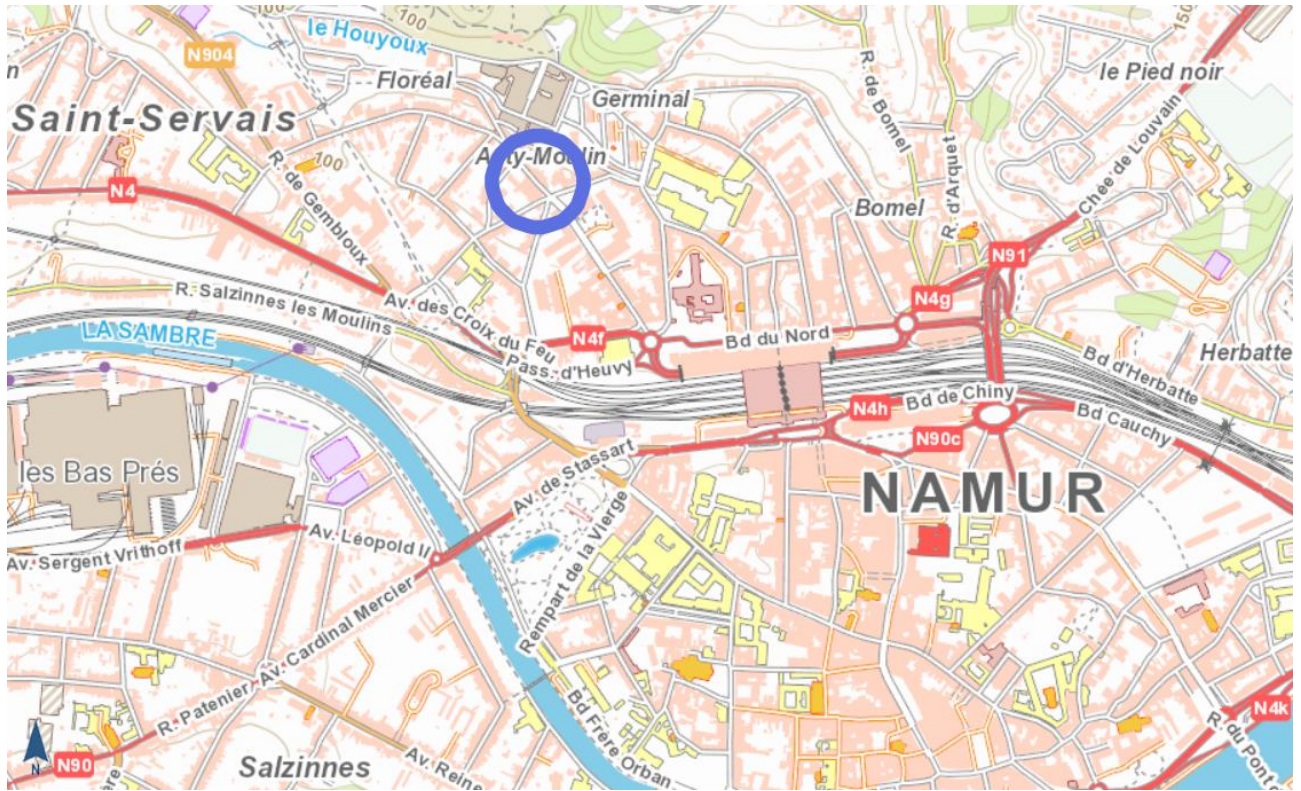 le Houyoux
100
100
150
N904
Floréal
Germinal
R. de Bomel
le Pied noir
Saint-Servais
100
R. de Gembloux
N4
Bomel
R. d'Arquet
Chée de Louvain
N91
R. Salzinnes les Moulins
Av. des Croix du Feu
N4g
LA SAMBRE
N4f
Bd du Nord
Pass. d'Heuvy
Bd d'Herbatte
Herbatte
N4h
Bd de Chiny
Bd Cauchy
N90c
les Bas Prés
Av. de Stassart
NAMUR
Av. Léopold II
Av. Sergent Vrithoff
Rempart de la Vierge
Av. Cardinal Mercier
R. Patenier
Bd Frère Orban
N4k
R. du Pont
N90
Salzinnes
Av. Reine
N